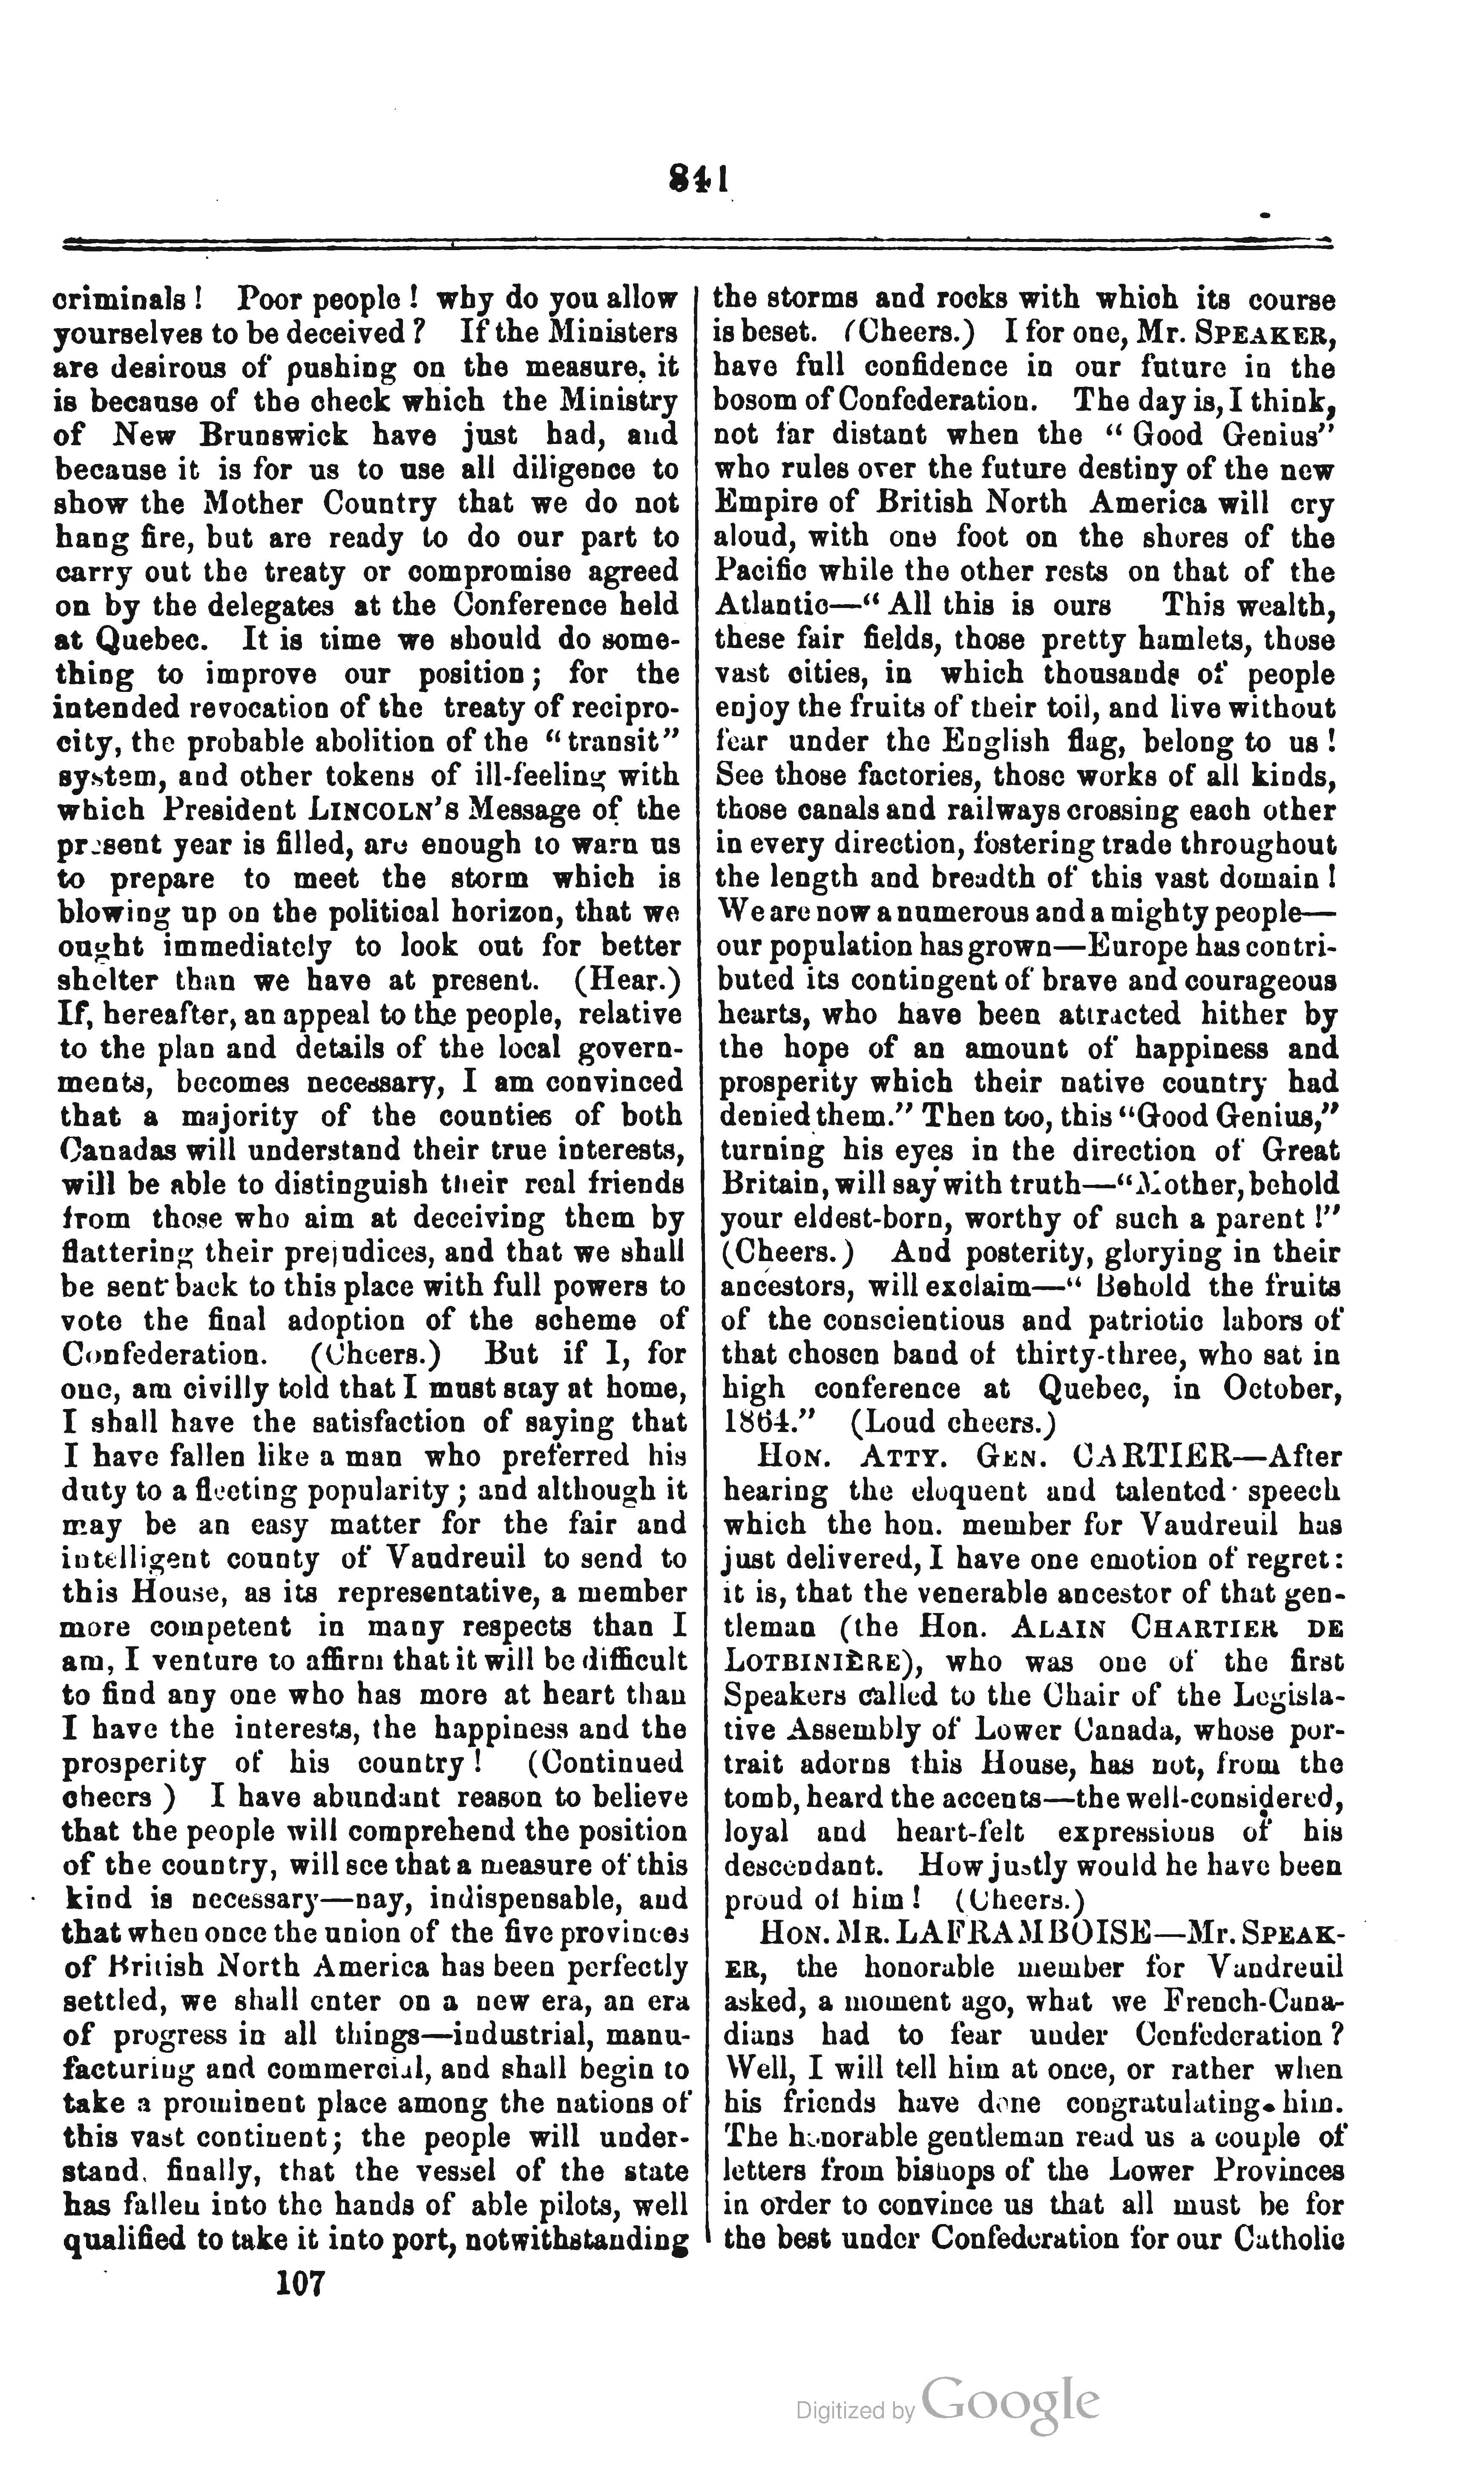 841
criminals! Poor people! why do you allow
yourselves to be deceived? If the Ministers
are desirous of pushing on the measure, it
is because of the check which the Ministry
of New Brunswick have just had, and
because it is for us to use all diligence to
show the Mother Country that we do not
hang fire, but are ready to do our part to
carry out the treaty or compromise agreed
on by the delegates at the Conference held
at Quebec. It is time we should do some-
thing to improve our position; for the
intended revocation of the treaty of recipro-
city, the probable abolition of the "transit"
system, and other tokens of ill-feeling with
which President LINCOLN'S Message of the
present year is filled, are enough to warn us
to prepare to meet the storm which is
blowing up on the political horizon, that we
ought immediately to look out for better
shelter than we have at present. (Hear.)
If, hereafter, an appeal to the people, relative
to the plan and details of the local govern-
ments, becomes necessary, I am convinced
that a majority of the counties of both
Canadas will understand their true interests,
will be able to distinguish their real friends
from those who aim at deceiving them by
flattering their prejudices, and that we shall
be sent back to this place with full powers to
vote the final adoption of the scheme of
Confederation. (Cheers.) But if I, for
one, am civilly told that I must stay at home,
I shall have the satisfaction of saying that
I have fallen like a man who preferred his
duty to a fleeting popularity; and although it
may be an easy matter for the fair and
intelligent county of Vaudreuil to send to
this House, as its representative, a member
more competent in many respects than I
am, I venture to affirm that it will be difficult
to find any one who has more at heart than
I have the interests, the happiness and the
prosperity of his country! (Continued
cheers ) I have abundant reason to believe
that the people will comprehend the position
of the country, will see that a measure of this
kind is necessary—nay, indispensable, and
that when once the union of the five provinces
of British North America has been perfectly
settled, we shall enter on a new era, an era
of progress in all things—industrial, manu-
facturing and commercial, and shall begin to
take a prominent place among the nations of
this vast continent; the people will under-
stand, finally, that the vessel of the state
has fallen into the hands of able pilots, well
qualified to take it into port, notwithstanding
107
the storms and rocks with which its course
is beset. (Cheers.) I for one, Mr. SPEAKER,
have full confidence in our future in the
bosom of Confederation. The day is, I think,
not far distant when the "Good Genius"
who rules over the future destiny of the new
Empire of British North America will cry
aloud, with one foot on the shores of the
Pacific while the other rests on that of the
Atlantic—"All this is ours This wealth,
these fair fields, those pretty hamlets, those
vast cities, in which thousands of people
enjoy the fruits of their toil, and live without
fear under the English flag, belong to us!
See those factories, those works of all kinds,
those canals and railways crossing each other
in every direction, fostering trade throughout
the length and breadth of this vast domain!
We are now a numerous and a mighty people—
our population has grown—Europe has contri-
buted its contingent of brave and courageous
hearts, who have been attracted hither by
the hope of an amount of happiness and
prosperity which their native country had
denied them." Then too, this "Good Genius,"
turning his eyes in the direction of Great
Britain, will say with truth—"Mother, behold
your eldest-born, worthy of such a parent!"
(Cheers.) And posterity, glorying in their
ancestors, will exclaim—"Behold the fruits
of the conscientious and patriotic labors of
that chosen band of thirty-three, who sat in
high conference at Quebec, in October,
1864." (Loud cheers.)
HON. ATTY. GEN. CARTIER—After
hearing the eloquent and talented speech
which the hon. member for Vaudreuil has
just delivered, I have one emotion of regret:
it is, that the venerable ancestor of that gen-
tleman (the Hon. ALAIN CHARTIER DE
LOTBINIÈRE), who was one of the first
Speakers called to the Chair of the Legisla-
tive Assembly of Lower Canada, whose por-
trait adorns this House, has not, from the
tomb, heard the accents—the well-considered,
loyal and heart-felt expressions of his
descendant. How justly would he have been
proud of him! (Cheers.)
HON. MR. LAFRAMBOISE—Mr. SPEAK-
ER, the honorable member for Vaudreuil
asked, a moment ago, what we French-Cana-
dians had to fear under Confederation?
Well, I will tell him at once, or rather when
his friends have done congratulating him.
The honorable gentleman read us a couple of
letters from bishops of the Lower Provinces
in order to convince us that all must be for
the best under Confederation for our Catholic
Digitized by Google